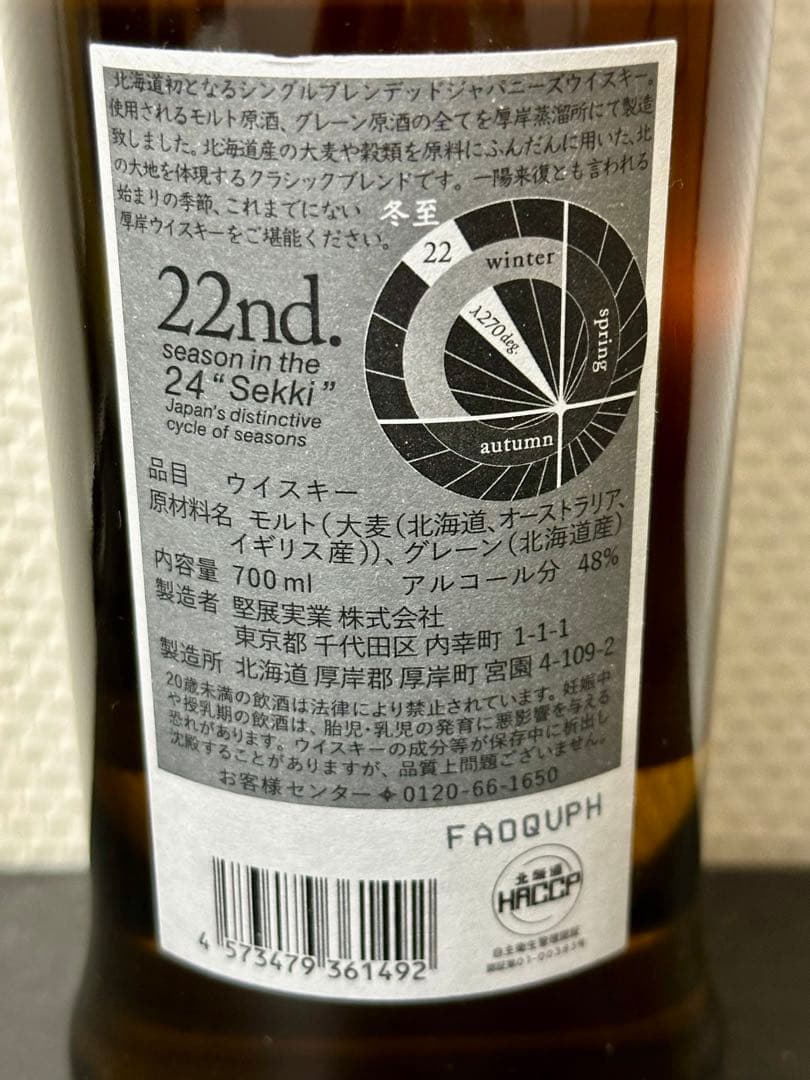 北海道初となるシングルブレンデッドジャパニーズウイスキー。
使用されるモルト原酒、グレーン原酒の全てを厚岸蒸溜所にて製造
致しました。北海道産の大麦や穀類を原料にふんだんに用いた、北
の大地を体現するクラシックブレンドです。一陽来復とも言われる
始まりの季節、これまでにない
厚岸ウイスキーをご堪能ください。
冬至
22
winter
spring
λ270deg.
autumn
22nd.
season in the
24 “Sekki”
Japan's distinctive
cycle of seasons
品目 ウイスキー
原材料名 モルト（大麦（北海道、オーストラリア、
イギリス産））、グレーン（北海道産）
内容量 700 ml アルコール分 48%
製造者 堅展実業 株式会社
東京都 千代田区 内幸町 1-1-1
製造所 北海道 厚岸郡 厚岸町 宮園 4-109-2
20歳未満の飲酒は法律により禁止されています。妊娠中
や授乳期の飲酒は、胎児・乳児の発育に悪影響を与える
恐れがあります。ウイスキーの成分等が保存中に析出し
沈殿することがありますが、品質上問題ございません。
お客様センター✦0120-66-1650
FAOQVPH
北海道
HACCP
自主衛生管理認証
4 573479 361492